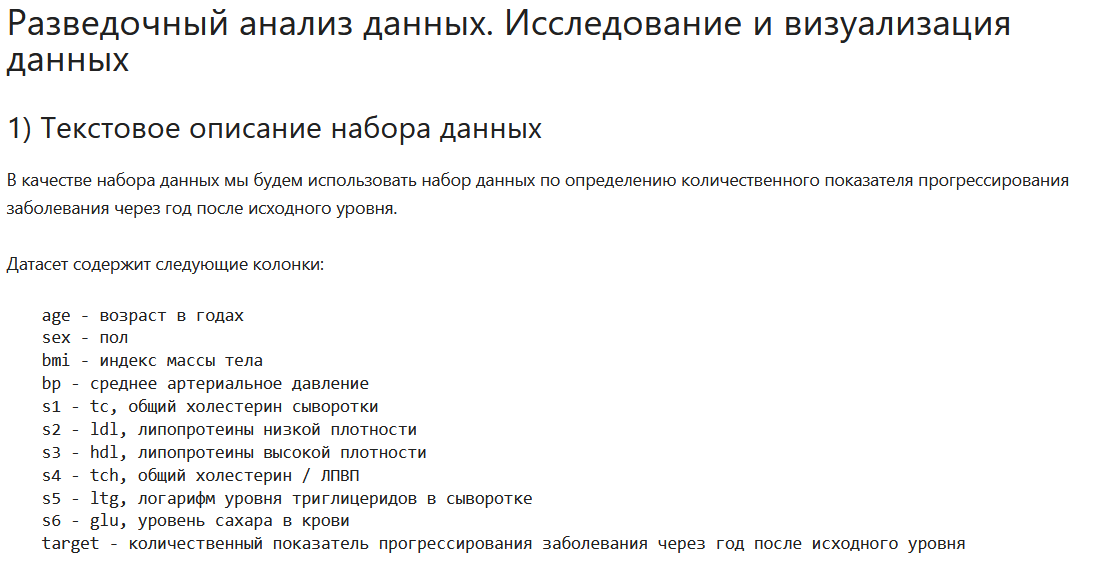 Разведочный анализ данных. Исследование и визуализация
данных
1) Текстовое описание набора данных
В качестве набора данных мы будем использовать набор данных по определению количественного показателя прогрессирования
заболевания через год после исходного уровня.
Датасет содержит следующие колонки:
age - возраст в годах
sex - пол
bmi - индекс массы тела
bp - среднее артериальное давление
s1 - tc, общий холестерин сыворотки
s2 - ldl, липопротеины низкой плотности
s3 - hdl, липопротеины высокой плотности
s4 - tch, общий холестерин / ЛПВП
s5 - ltg, логарифм уровня триглицеридов в сыворотке
s6 - glu, уровень сахара в крови
target - количественный показатель прогрессирования заболевания через год после исходного уровня